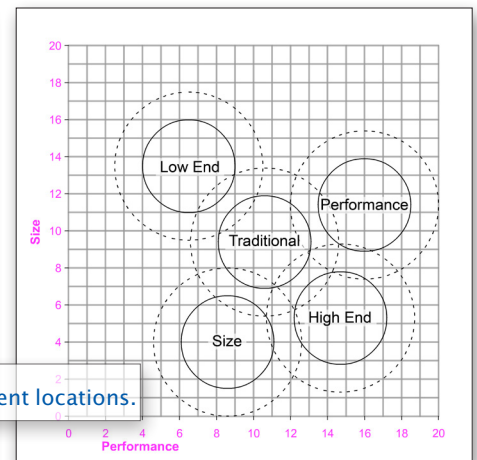 20
18
16
14
12
10
8
6
4
2
0
Size
Low End
Performance
Traditional
High End
Size
ent locations.
0 2 4 6 8 10 12 14 16 18 20
Performance